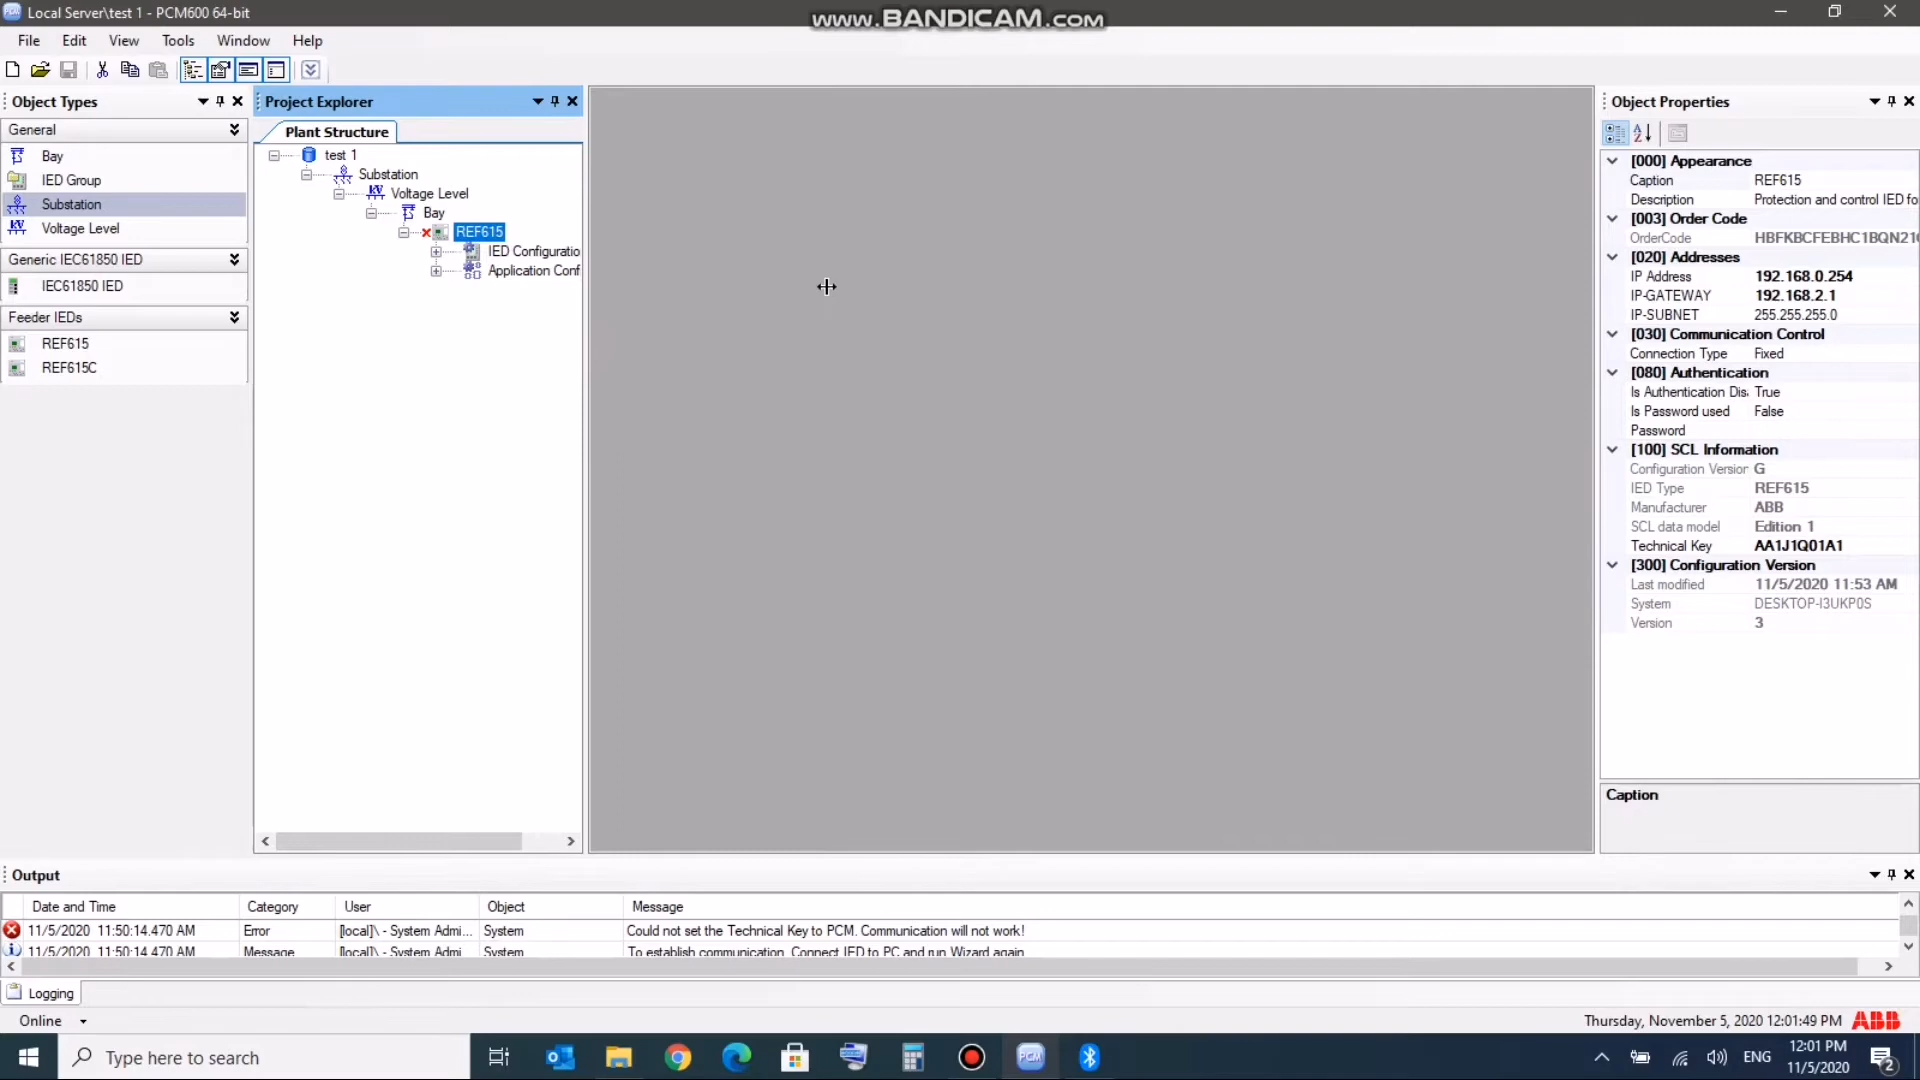 Local Server\test 1 - PCM600 64-bit
www.BANDICAM.COM
File Edit View Tools Window Help
Object Types
General
Bay
IED Group
Substation
Voltage Level
Generic IEC61850 IED
IEC61850 IED
Feeder IEDs
REF615
REF615C
Project Explorer
Plant Structure
test 1
Substation
Voltage Level
Bay
REF615
IED Configuratio
Application Conf
Object Properties
[000] Appearance
Caption REF615
Description Protection and control IED fo
[003] Order Code
OrderCode HBFKBCFEBHC1BQN21
[020] Addresses
IP Address 192.168.0.254
IP-GATEWAY 192.168.2.1
IP-SUBNET 255.255.255.0
[030] Communication Control
Connection Type Fixed
[080] Authentication
Is Authentication Dis. True
Is Password used False
Password
[100] SCL Information
Configuration Version G
IED Type REF615
Manufacturer ABB
SCL data model Edition 1
Technical Key AA1J1Q01A1
[300] Configuration Version
Last modified 11/5/2020 11:53 AM
System DESKTOP-I3UKP0S
Version 3
Caption
Output
Date and Time Category User Object Message
11/5/2020 11:50:14.470 AM Error [local]\ - System Admi... System Could not set the Technical Key to PCM. Communication will not work!
11/5/2020 11:50:14.470 AM Message [local]\ - System Admi... System To establish communication, Connect IED to PC and run Wizard again
Logging
Online
Thursday, November 5, 2020 12:01:49 PM ABB
Type here to search
PCM
ENG
12:01 PM
11/5/2020
2